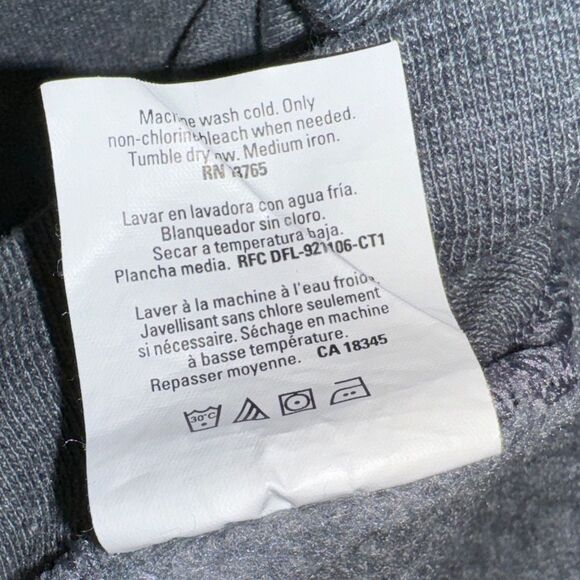 Machine wash cold. Only
non-chlorine bleach when needed.
Tumble dry low. Medium iron.
RN 8765
Lavar en lavadora con agua fría.
Blanqueador sin cloro.
Secar a temperatura baja.
Plancha media. RFC DFL-921106-CT1
Laver à la machine à l'eau froide.
Javellisant sans chlore seulement
si nécessaire. Séchage en machine
à basse température.
Repasser moyenne. CA 18345
30°C